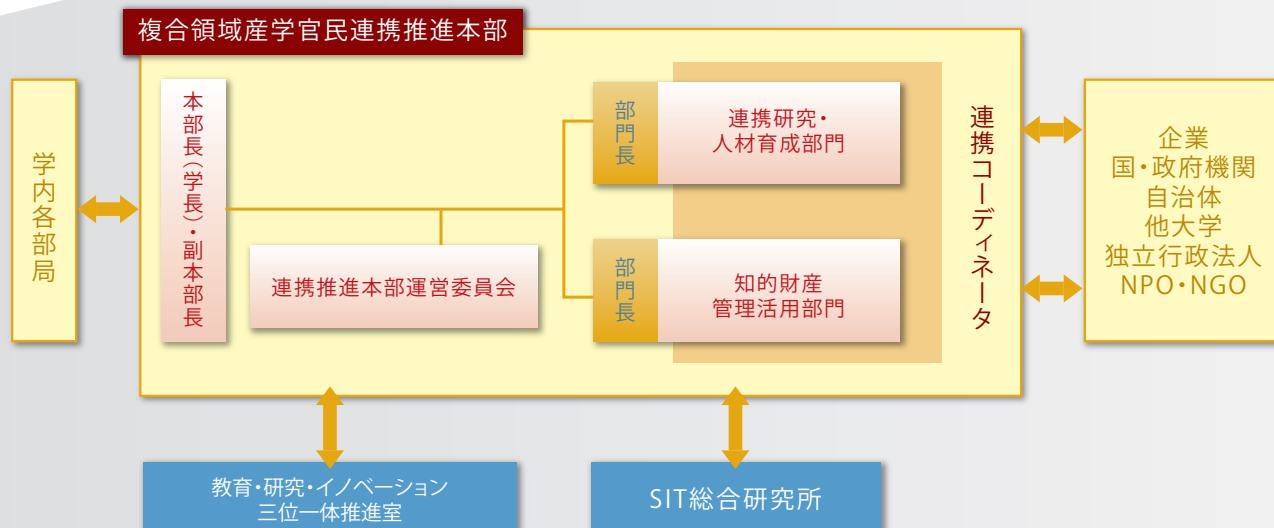 複合領域産学官民連携推進本部
学内各部局
本部長(学長)・副本部長
連携推進本部運営委員会
部門長
連携研究・
人材育成部門
部門長
知的財産
管理活用部門
連携コーディネータ
企業
国・政府機関
自治体
他大学
独立行政法人
NPO・NGO
教育・研究・イノベーション
三位一体推進室
SIT総合研究所